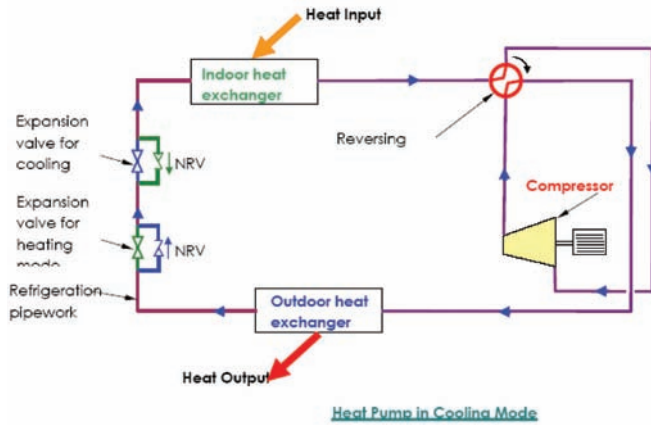 Heat Input
Indoor heat
exchanger
Expansion
valve for
cooling
NRV
Reversing
Compressor
Expansion
valve for
heating
mode
NRV
Refrigeration
pipework
Outdoor heat
exchanger
Heat Output
Heat Pump in Cooling Mode